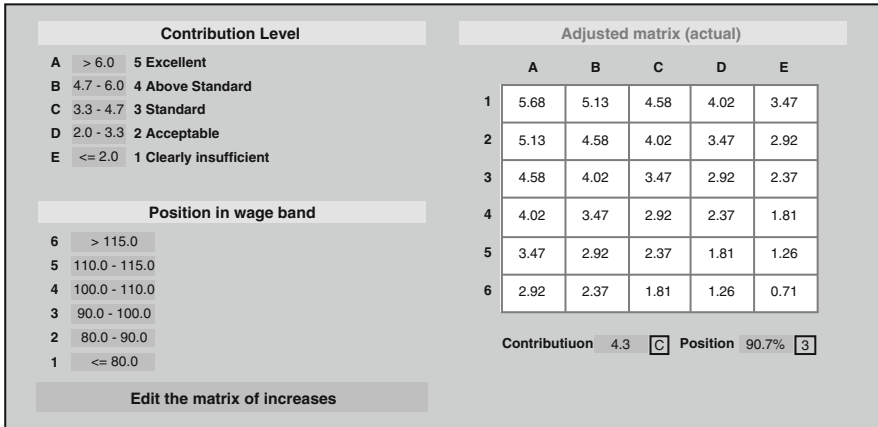 Contribution Level
A > 6.0 5 Excellent
B 4.7 - 6.0 4 Above Standard
C 3.3 - 4.7 3 Standard
D 2.0 - 3.3 2 Acceptable
E <= 2.0 1 Clearly insufficient
Position in wage band
6 > 115.0
5 110.0 - 115.0
4 100.0 - 110.0
3 90.0 - 100.0
2 80.0 - 90.0
1 <= 80.0
Edit the matrix of increases
Adjusted matrix (actual)
A B C D E
1 5.68 5.13 4.58 4.02 3.47
2 5.13 4.58 4.02 3.47 2.92
3 4.58 4.02 3.47 2.92 2.37
4 4.02 3.47 2.92 2.37 1.81
5 3.47 2.92 2.37 1.81 1.26
6 2.92 2.37 1.81 1.26 0.71
Contributiuon 4.3 C Position 90.7% 3